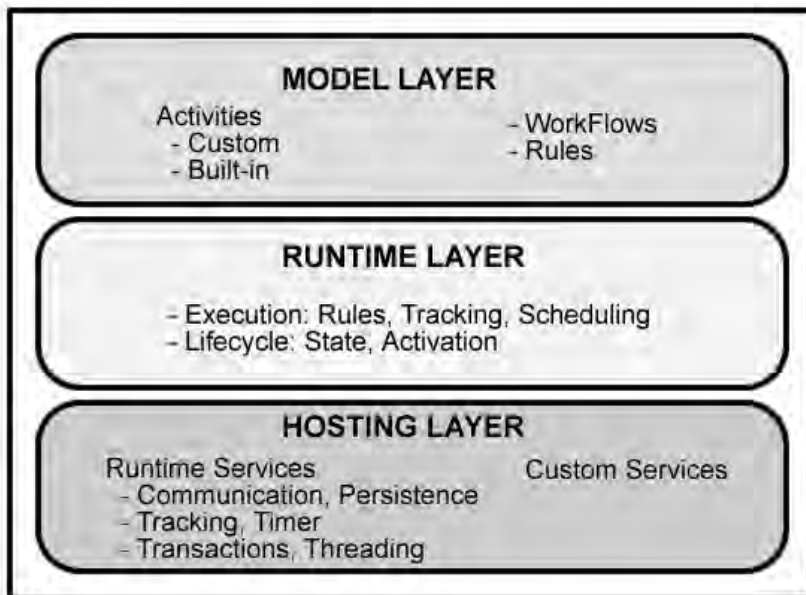 MODEL LAYER
Activities
- Custom
- Built-in
- WorkFlows
- Rules
RUNTIME LAYER
- Execution: Rules, Tracking, Scheduling
- Lifecycle: State, Activation
HOSTING LAYER
Runtime Services
- Communication, Persistence
- Tracking, Timer
- Transactions, Threading
Custom Services